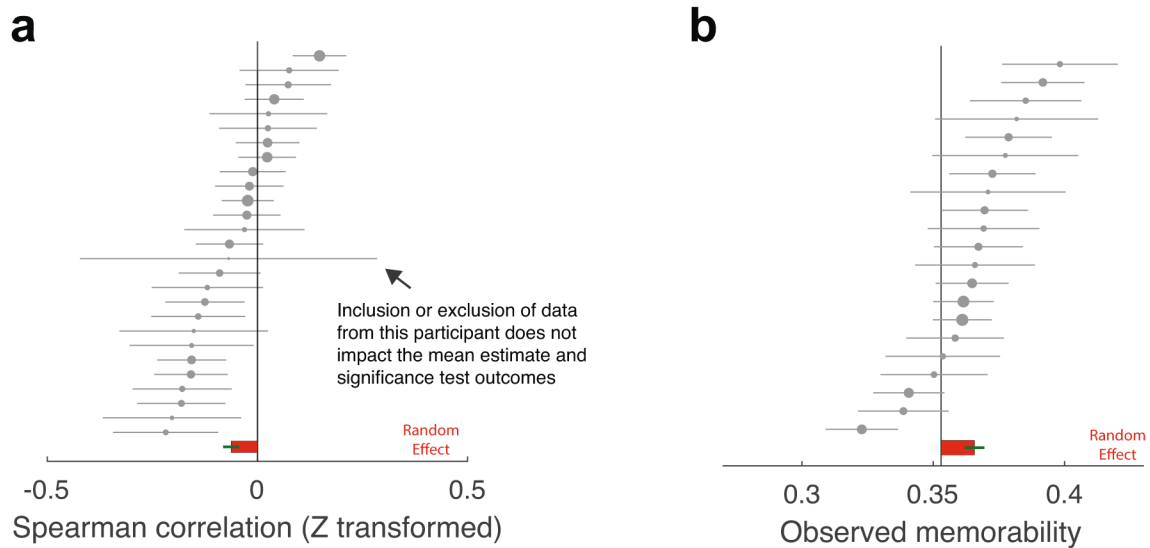 a
Inclusion or exclusion of data
from this participant does not
impact the mean estimate and
significance test outcomes
Random
Effect
-0.5
0
0.5
Spearman correlation (Z transformed)
b
Random
Effect
0.3
0.35
0.4
Observed memorability